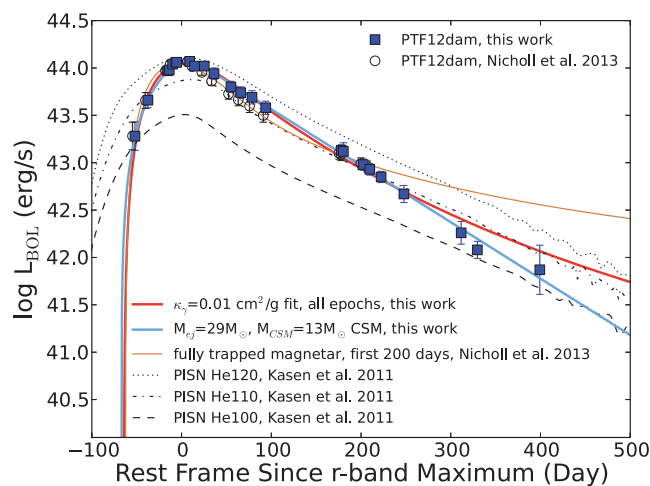 44.5
44.0
43.5
43.0
42.5
42.0
41.5
41.0
40.5
log L_BOL (erg/s)
PTF12dam, this work
PTF12dam, Nicholl et al. 2013
κ_γ=0.01 cm²/g fit, all epochs, this work
M_ej=29M_⊙, M_CSM=13M_⊙ CSM, this work
fully trapped magnetar, first 200 days, Nicholl et al. 2013
PISN He120, Kasen et al. 2011
PISN He110, Kasen et al. 2011
PISN He100, Kasen et al. 2011
−100 0 100 200 300 400 500
Rest Frame Since r-band Maximum (Day)